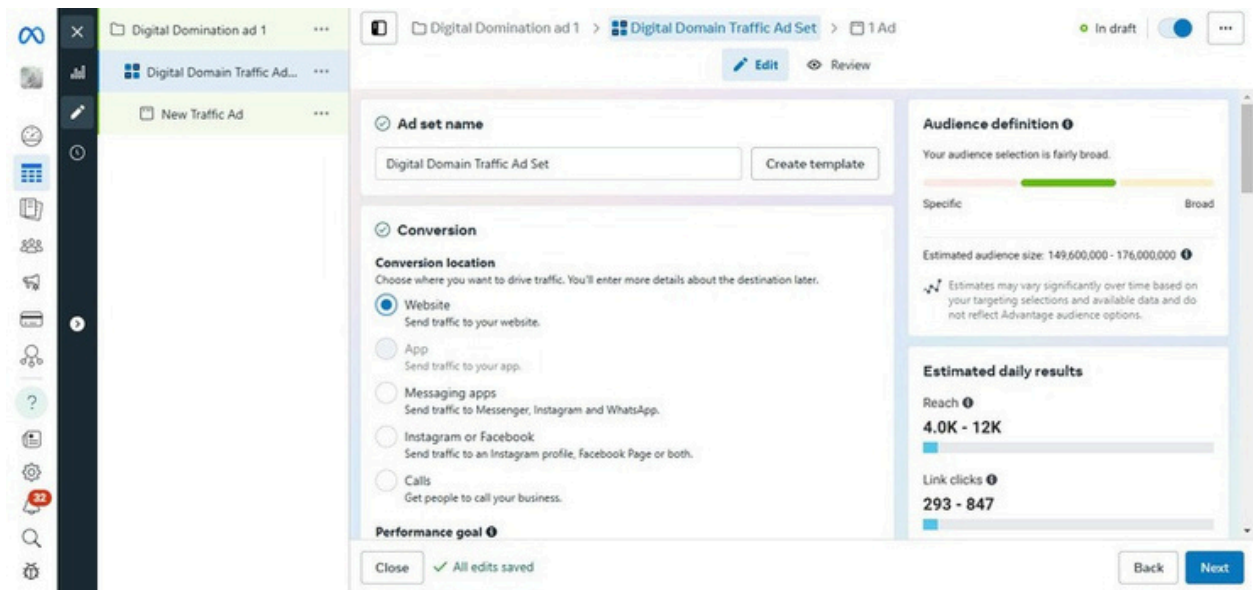 Digital Domination ad 1 ...
Digital Domain Traffic Ad... ...
New Traffic Ad ...
Digital Domination ad 1 > Digital Domain Traffic Ad Set > 1 Ad
In draft
...
Edit
Review
Ad set name
Digital Domain Traffic Ad Set
Create template
Conversion
Conversion location
Choose where you want to drive traffic. You'll enter more details about the destination later.
Website
Send traffic to your website.
App
Send traffic to your app.
Messaging apps
Send traffic to Messenger, Instagram and WhatsApp.
Instagram or Facebook
Send traffic to an Instagram profile, Facebook Page or both.
Calls
Get people to call your business.
Performance goal
Audience definition
Your audience selection is fairly broad.
Specific
Broad
Estimated audience size: 149,600,000 - 176,000,000
Estimates may vary significantly over time based on
your targeting selections and available data and do
not reflect Advantage audience options.
Estimated daily results
Reach
4.0K - 12K
Link clicks
293 - 847
?
32
Close
All edits saved
Back
Next